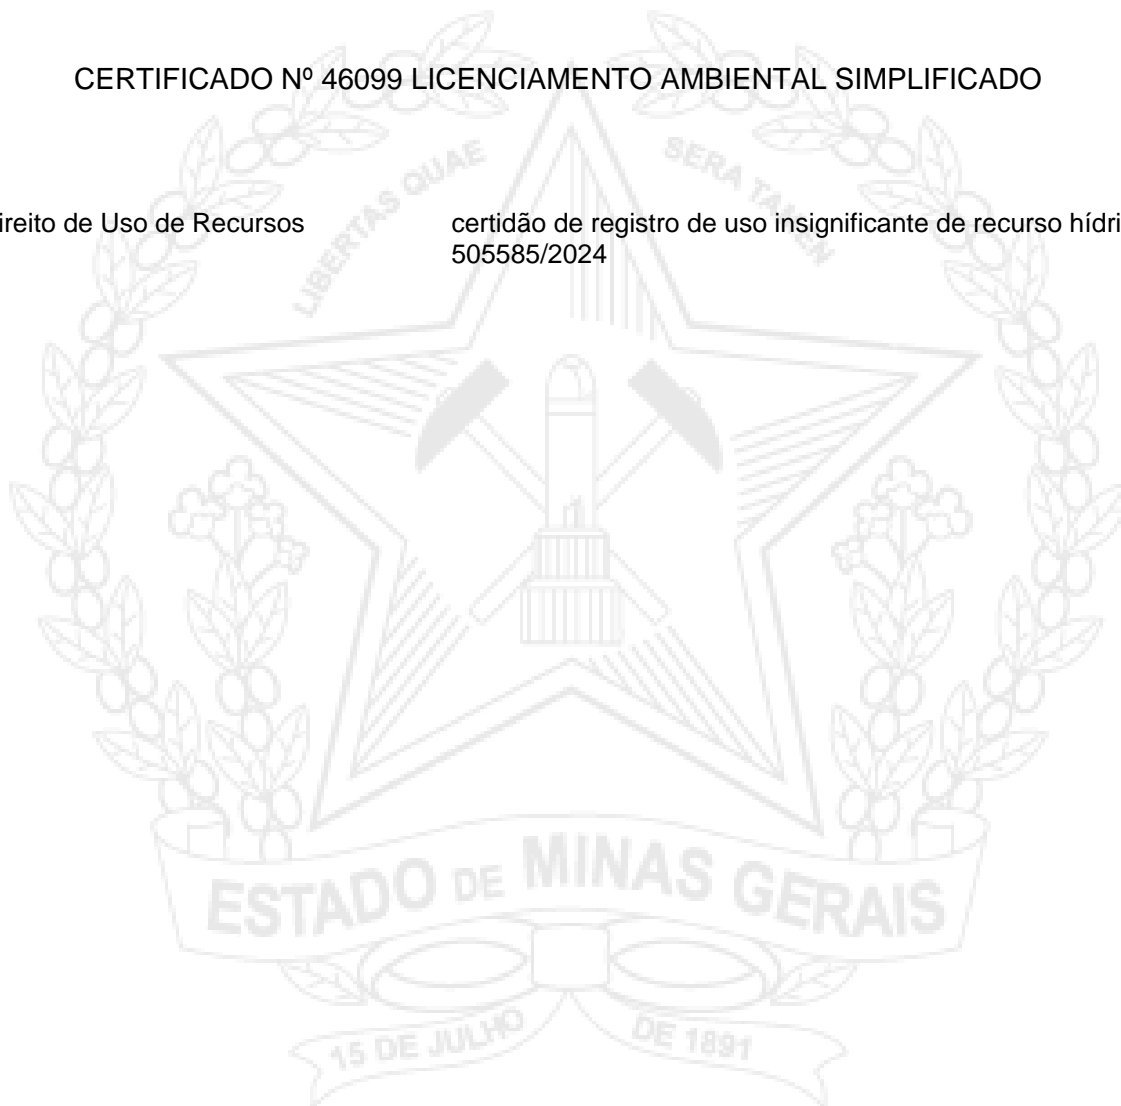 CERTIFICADO Nº 46099 LICENCIAMENTO AMBIENTAL SIMPLIFICADO
LIBERTAS QUAE SERA TAMEN
ireito de Uso de Recursos
certidão de registro de uso insignificante de recurso hídri
505585/2024
ESTADO DE MINAS GERAIS
15 DE JULHO DE 1891